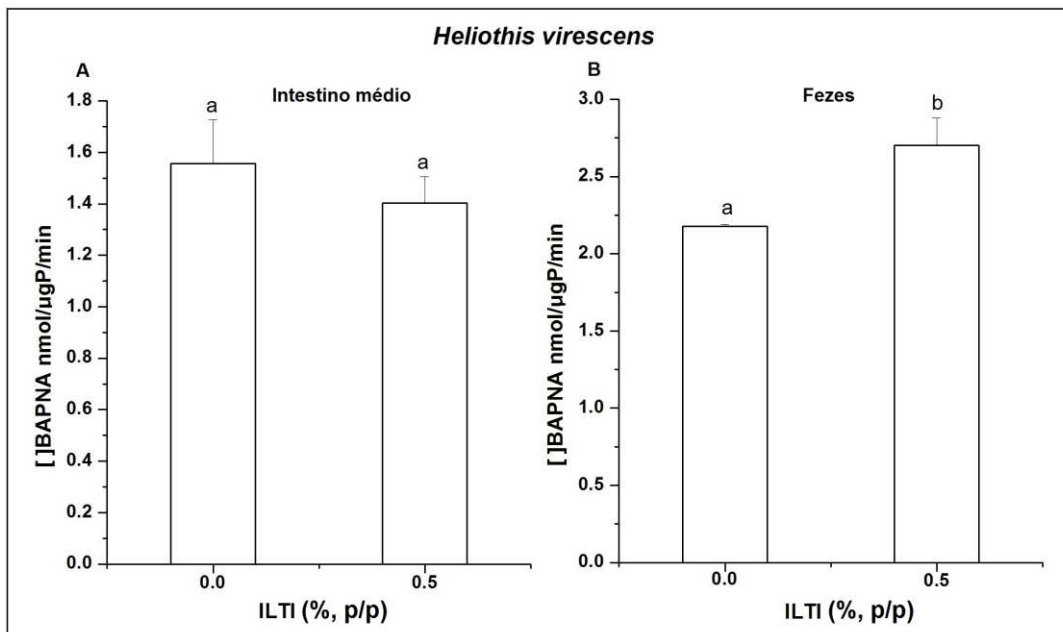 Heliothis virescens
A
Intestino médio
[ ]BAPNA nmol/µgP/min
1.8
1.6
1.4
1.2
1.0
0.8
0.6
0.4
0.2
0.0
a
a
0.0
0.5
ILTI (%, p/p)
B
Fezes
[ ]BAPNA nmol/µgP/min
3.0
2.5
2.0
1.5
1.0
0.5
0.0
a
b
0.0
0.5
ILTI (%, p/p)